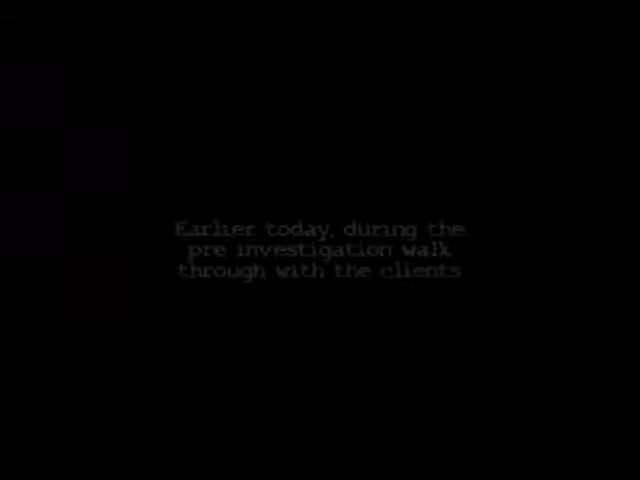 Earlier today, during the
pre investigation walk
through with the clients